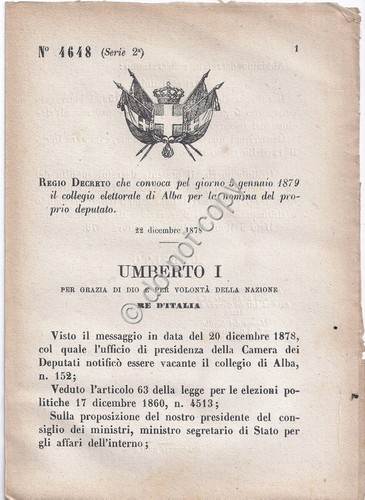 N° 4648 (Serie 2ª)
1
REGIO DECRETO che convoca pel giorno 5 gennaio 1879
il collegio elettorale di Alba per la nomina del pro-
prio deputato.
22 dicembre 1878
UMBERTO I
PER GRAZIA DI DIO E PER VOLONTÀ DELLA NAZIONE
RE D'ITALIA
Visto il messaggio in data del 20 dicembre 1878,
col quale l'ufficio di presidenza della Camera dei
Deputati notificò essere vacante il collegio di Alba,
n. 152;
Veduto l'articolo 63 della legge per le elezioni po-
litiche 17 dicembre 1860, n. 4513;
Sulla proposizione del nostro presidente del con-
siglio dei ministri, ministro segretario di Stato per
gli affari dell'interno;
do not copy